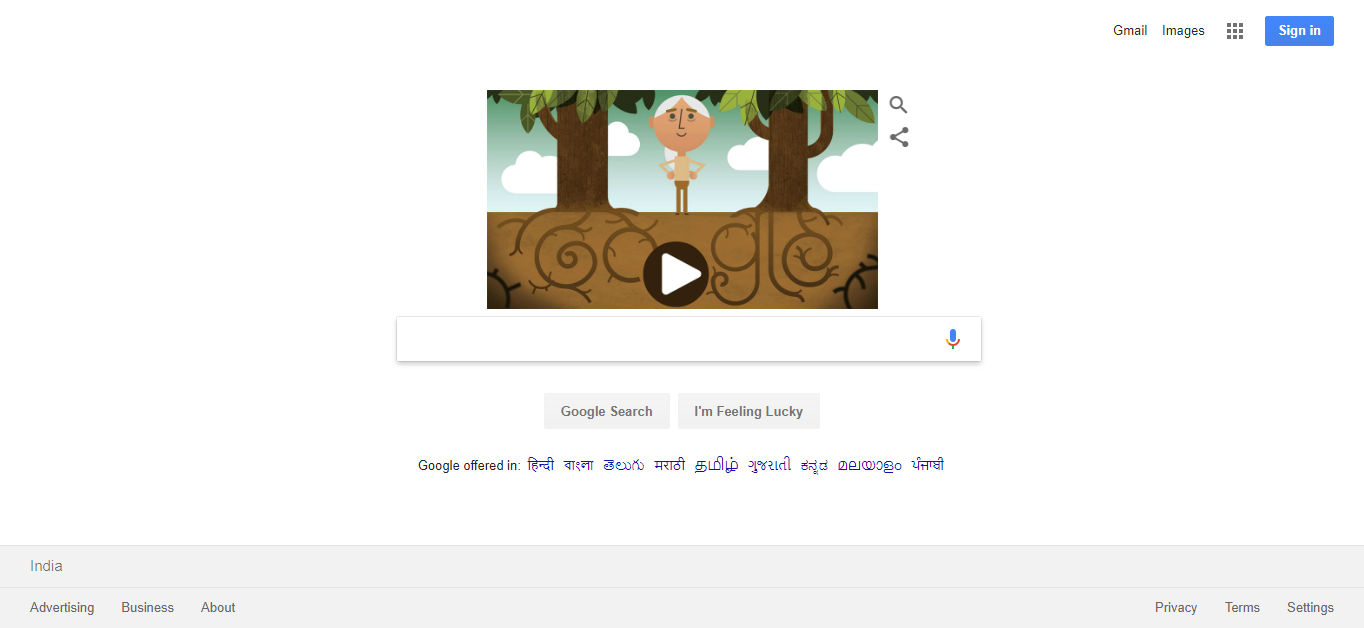 Gmail Images Sign in
Google
Google Search I'm Feeling Lucky
Google offered in: हिन्दी বাংলা తెలుగు मराठी தமிழ் ગુજરાતી ಕನ್ನಡ മലയാളം ਪੰਜਾਬੀ
India
Advertising Business About Privacy Terms Settings